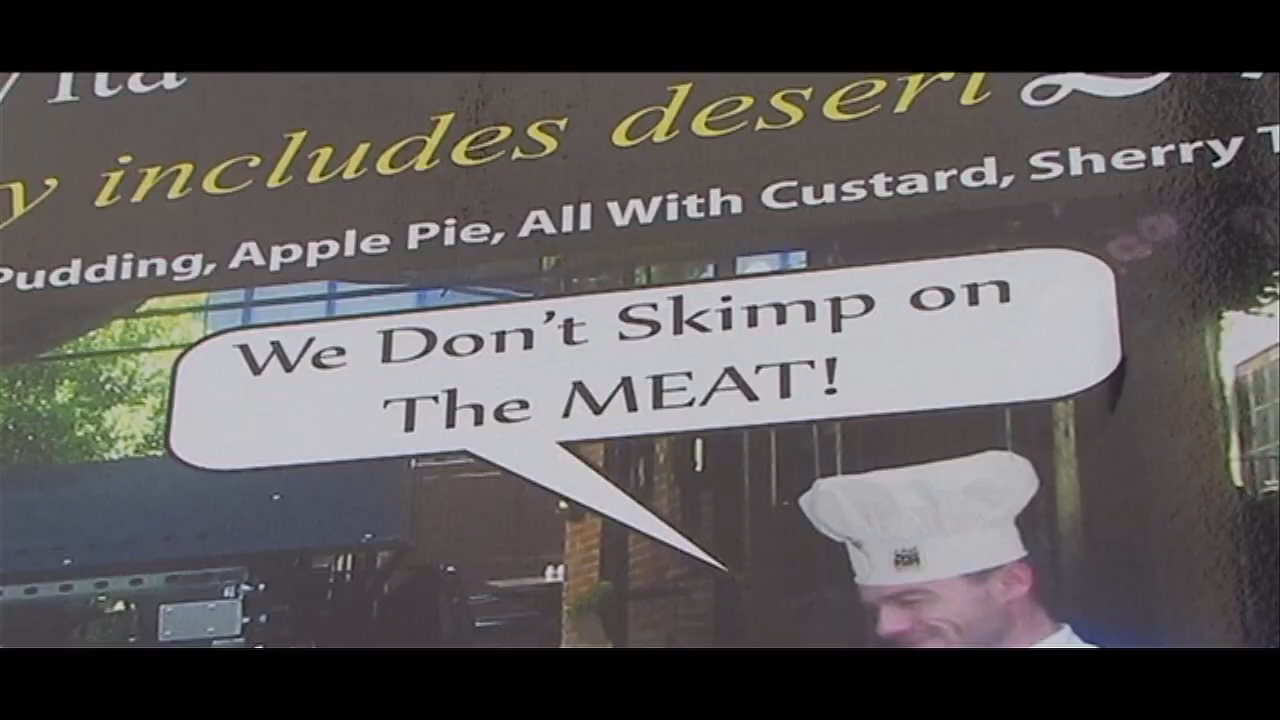 y includes desert
Pudding, Apple Pie, All With Custard, Sherry
We Don't Skimp on
The MEAT!